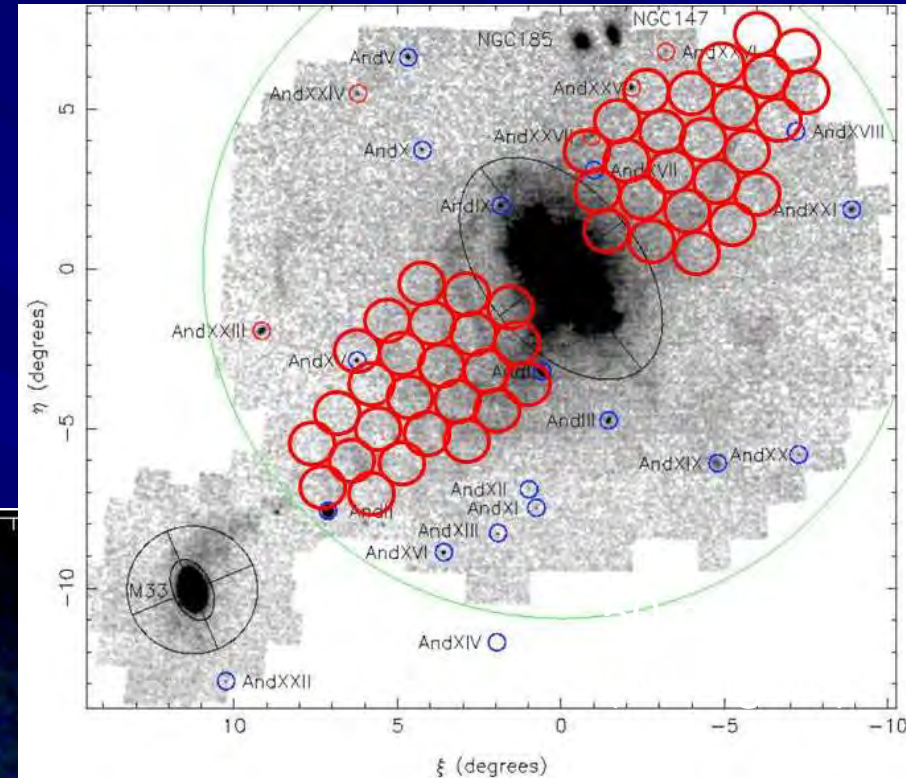 NGC147
NGC185
AndV
AndXXVI
AndXXIV
AndXXV
AndXXVII
AndXVIII
AndX
AndXVII
AndIX
AndXXI
AndXXIII
AndXV
AndI
AndIII
AndXIX
AndXX
AndXII
AndXI
AndII
AndXIII
AndXVI
M33
AndXIV
AndXXII
η (degrees)
5
0
−5
−10
10
5
0
−5
−10
ξ (degrees)